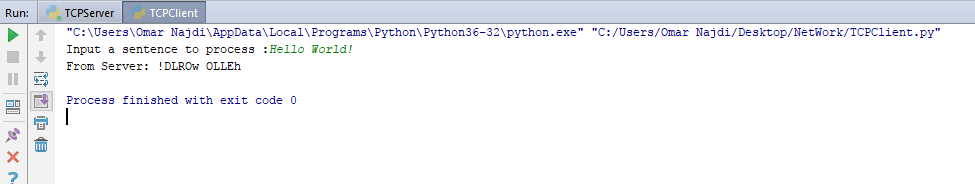 Run: TCPServer TCPClient
"C:\Users\Omar Najdi\AppData\Local\Programs\Python\Python36-32\python.exe" "C:/Users/Omar Najdi/Desktop/NetWork/TCPClient.py"
Input a sentence to process :Hello World!
From Server: !DLROw OLLEh
Process finished with exit code 0